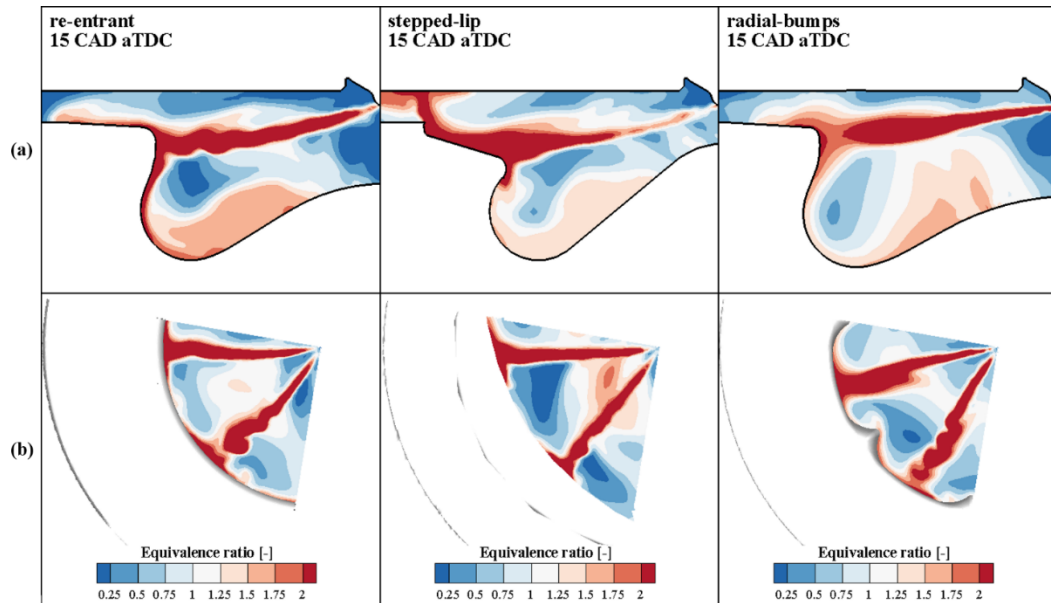 re-entrant
15 CAD aTDC
stepped-lip
15 CAD aTDC
radial-bumps
15 CAD aTDC
(a)
(b)
Equivalence ratio [-]
0.25 0.5 0.75 1 1.25 1.5 1.75 2
Equivalence ratio [-]
0.25 0.5 0.75 1 1.25 1.5 1.75 2
Equivalence ratio [-]
0.25 0.5 0.75 1 1.25 1.5 1.75 2